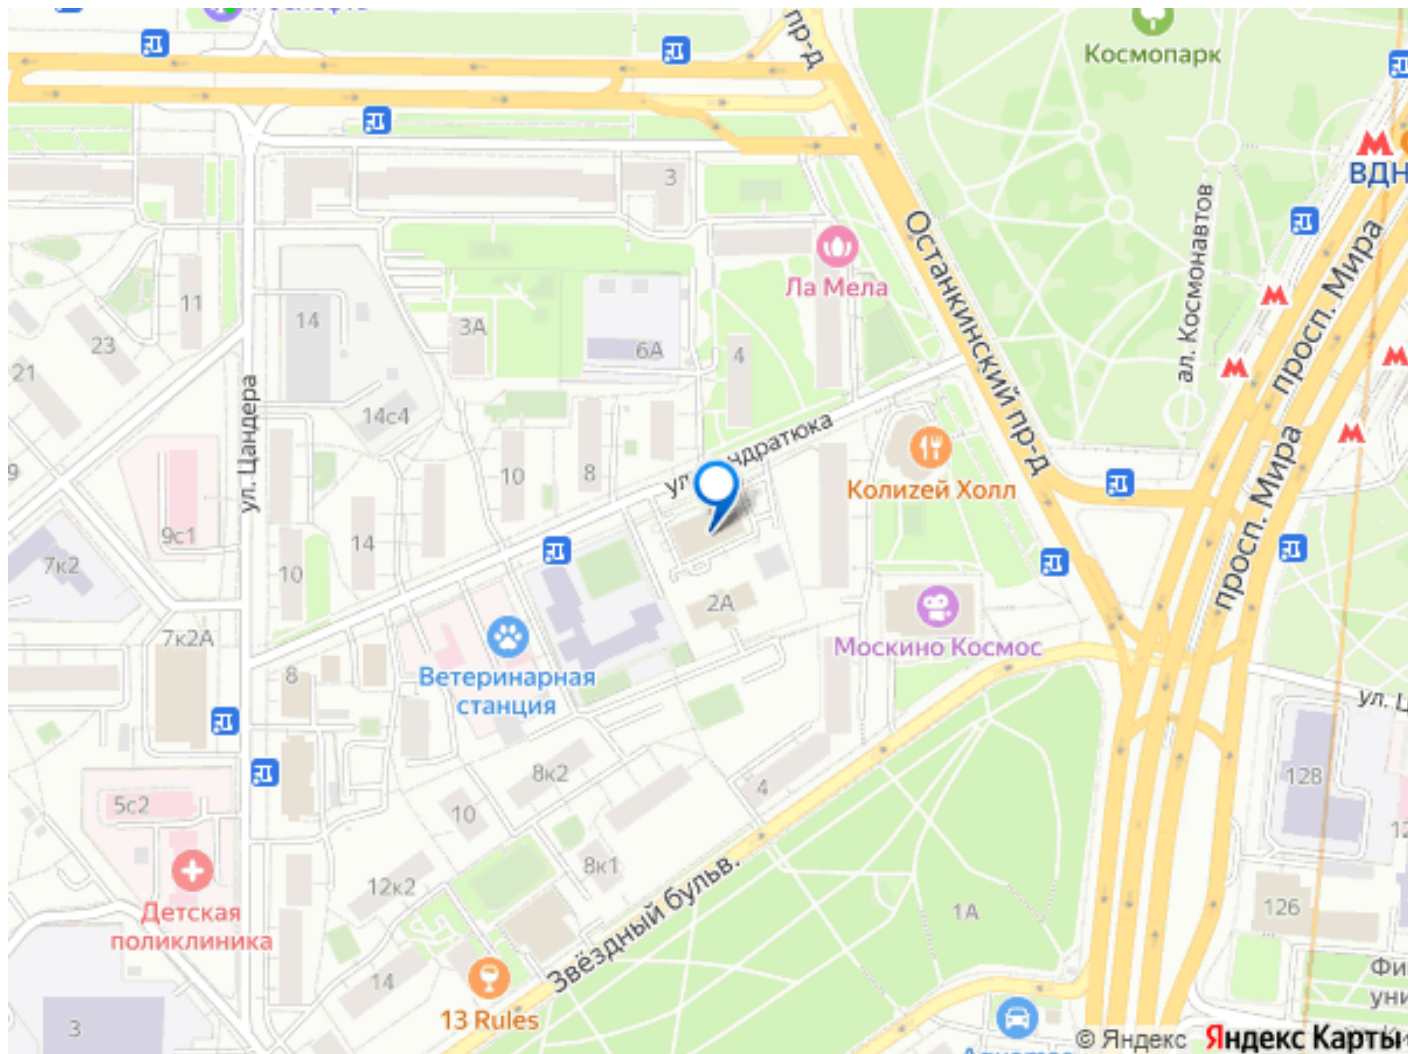 пр-д
Космопарк
ВДН
3
Ла Мела
ал. Космонавтов
просп. Мира
Останкинский пр-д
11
14
3А
6А
4
23
21
14с4
ул. Цандера
10
8
Колизей Холл
просп. Мира
9с1
14
7к2
10
2А
7к2А
Москино Космос
Ветеринарная
станция
8
ул. Ц
8к2
128
5с2
4
10
8к1
12к2
Звёздный бульв.
1А
126
Детская
поликлиника
14
13 Rules
3
© Яндекс
Яндекс Карты